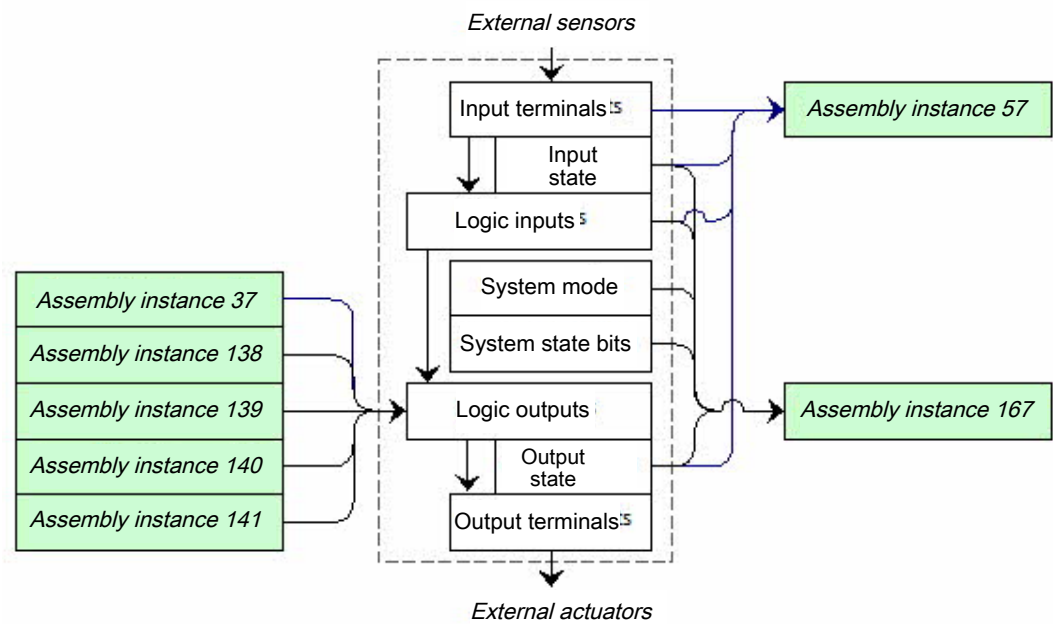 External sensors
Input terminals
Assembly instance 57
Input
state
Logic inputs
System mode
Assembly instance 37
System state bits
Assembly instance 138
Logic outputs
Assembly instance 139
Assembly instance 167
Output
state
Assembly instance 140
Output terminals
Assembly instance 141
External actuators